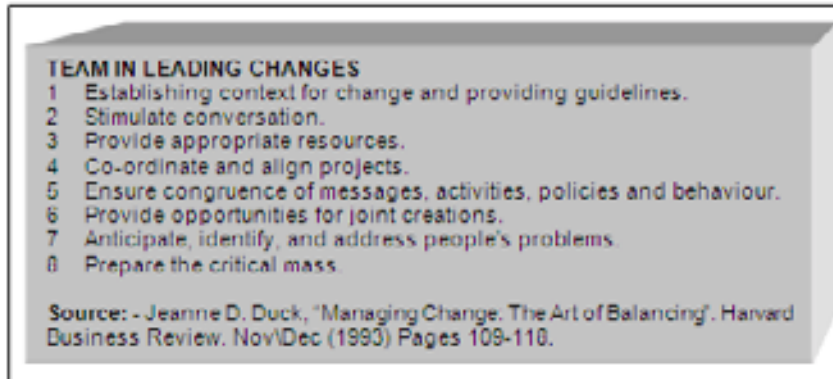 TEAM IN LEADING CHANGES
1 Establishing context for change and providing guidelines.
2 Stimulate conversation.
3 Provide appropriate resources.
4 Co-ordinate and align projects.
5 Ensure congruence of messages, activities, policies and behaviour.
6 Provide opportunities for joint creations.
7 Anticipate, identify, and address people's problems.
8 Prepare the critical mass.
Source: - Jeanne D. Duck, "Managing Change: The Art of Balancing". Harvard
Business Review. Nov\Dec (1993) Pages 109-118.